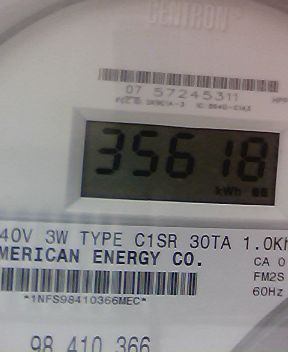 CENTRON
07 57245311
35618
kWh
40V 3W TYPE C1SR 30TA 1.0Kh
MERICAN ENERGY CO.
CA 0
FM2S
60Hz
*1NFS98410366MEC*
98 410 366